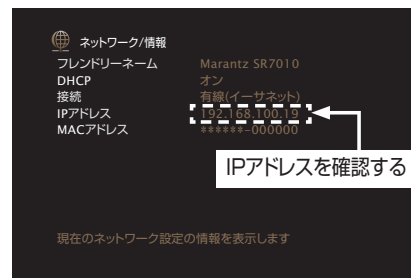 ネットワーク/情報
フレンドリーネーム Marantz SR7010
DHCP オン
接続 有線(イーサネット)
IPアドレス 192.168.100.19
MACアドレス ******-000000
IPアドレスを確認する
現在のネットワーク設定の情報を表示します